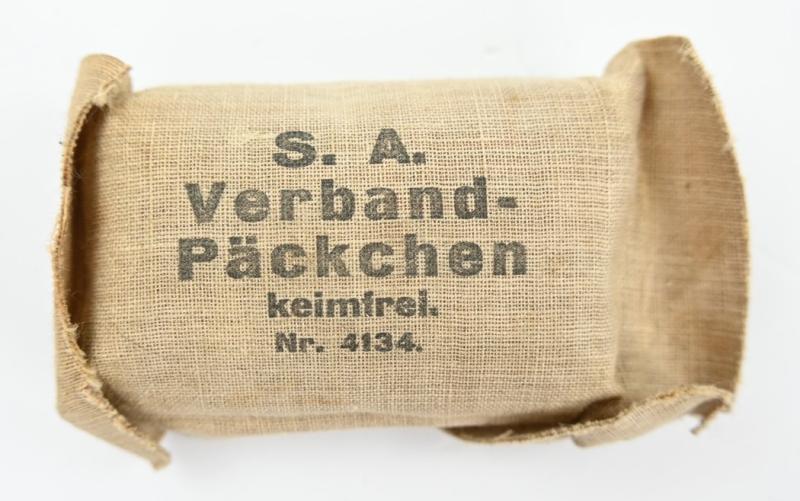 S. A.
Verband-
Päckchen
keimfrei.
Nr. 4134.